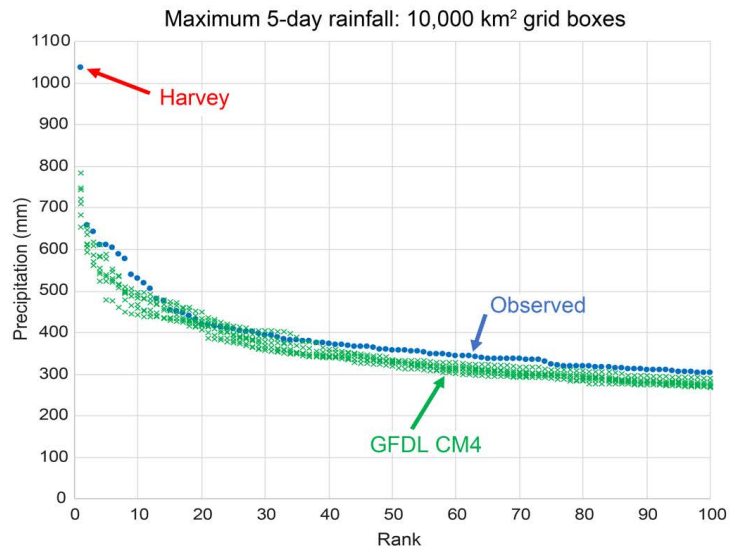 Maximum 5-day rainfall: 10,000 km² grid boxes
1100
1000
900
800
700
600
500
400
300
200
100
0
Precipitation (mm)
Harvey
Observed
GFDL CM4
0 10 20 30 40 50 60 70 80 90 100
Rank